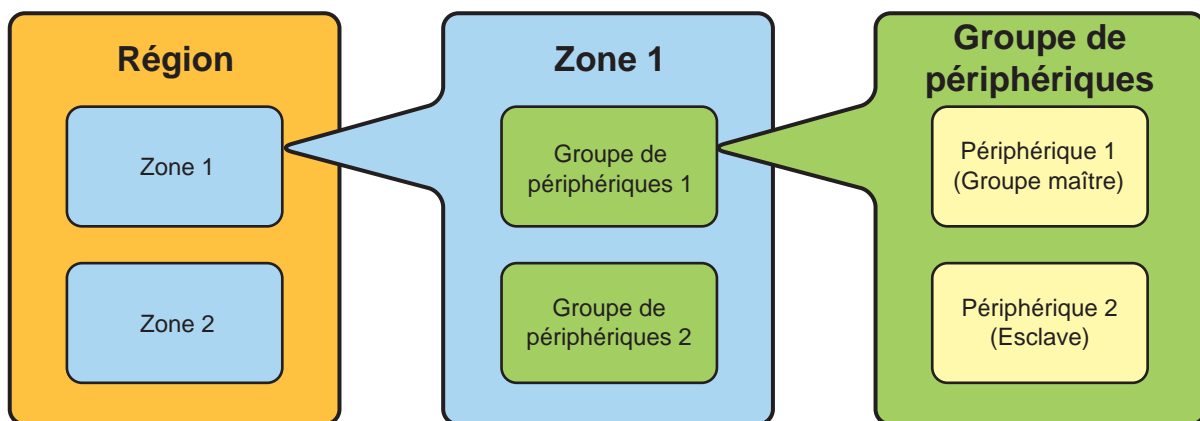 Région
Zone 1
Zone 2
Zone 1
Groupe de
périphériques 1
Groupe de
périphériques 2
Groupe de
périphériques
Périphérique 1
(Groupe maître)
Périphérique 2
(Esclave)